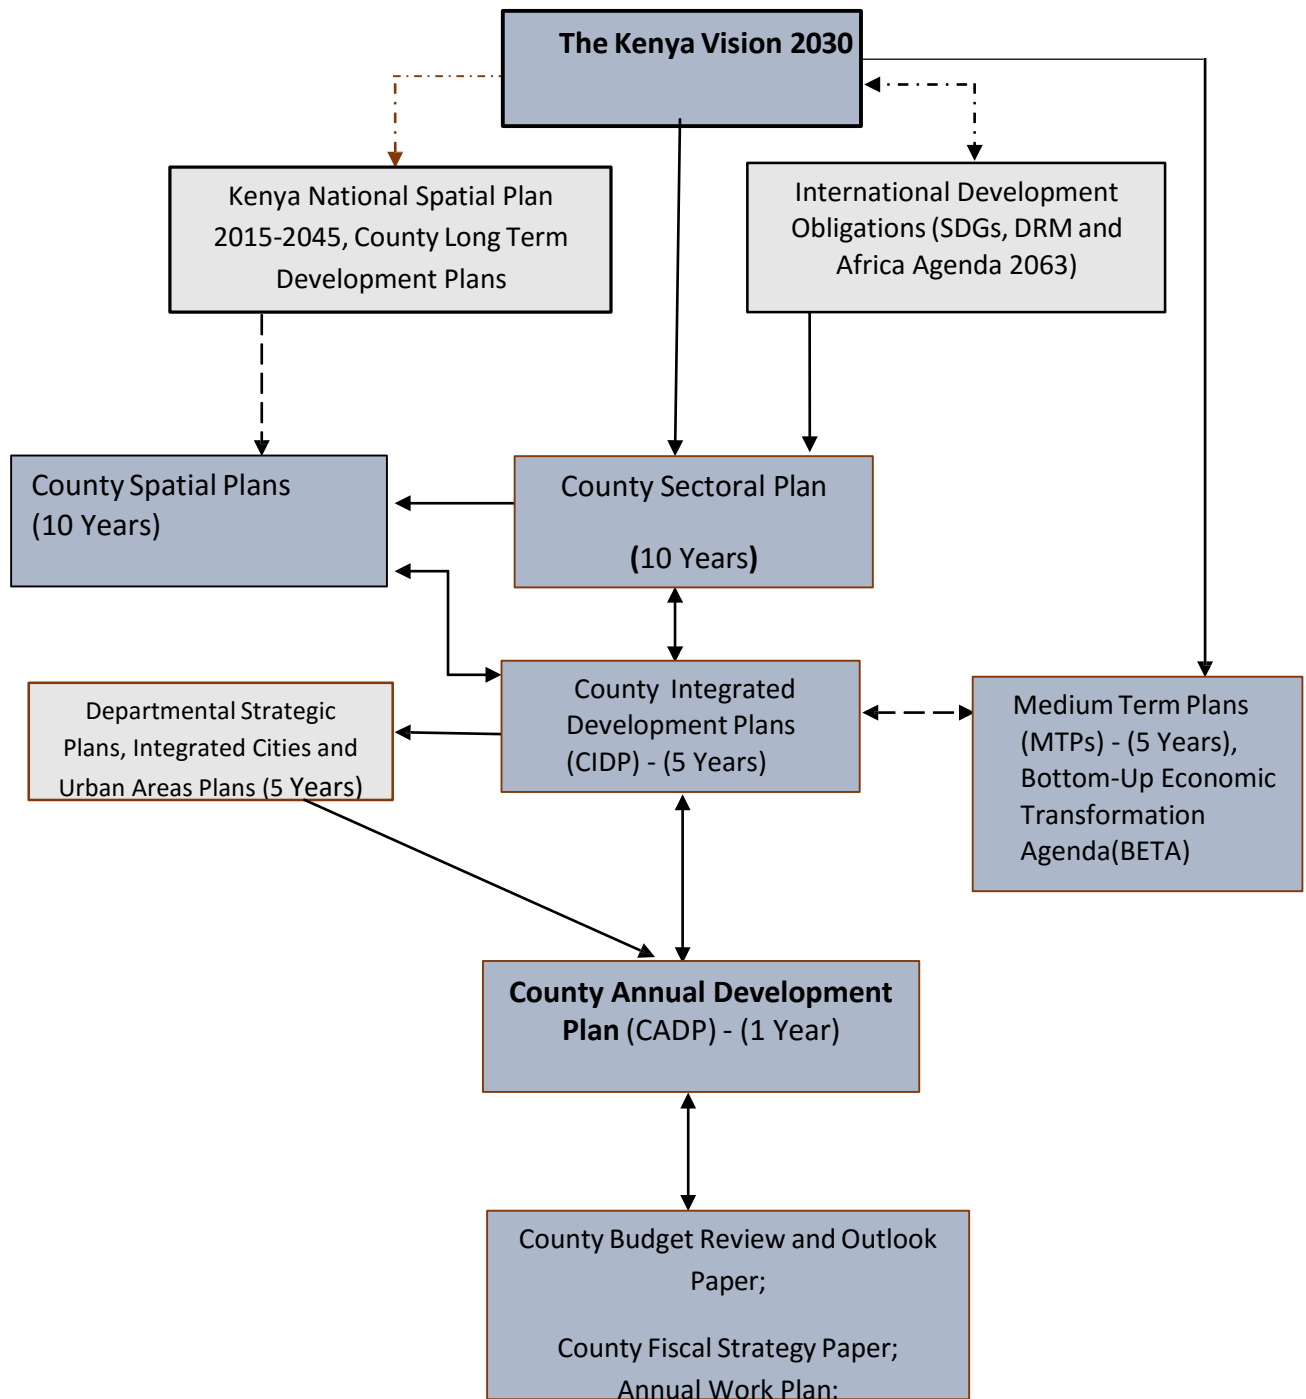 The Kenya Vision 2030
Kenya National Spatial Plan
2015-2045, County Long Term
Development Plans
International Development
Obligations (SDGs, DRM and
Africa Agenda 2063)
County Spatial Plans
(10 Years)
County Sectoral Plan
(10 Years)
Departmental Strategic
Plans, Integrated Cities and
Urban Areas Plans (5 Years)
County Integrated
Development Plans
(CIDP) - (5 Years)
Medium Term Plans
(MTPs) - (5 Years),
Bottom-Up Economic
Transformation
Agenda(BETA)
County Annual Development
Plan (CADP) - (1 Year)
County Budget Review and Outlook
Paper;
County Fiscal Strategy Paper;
Annual Work Plan;